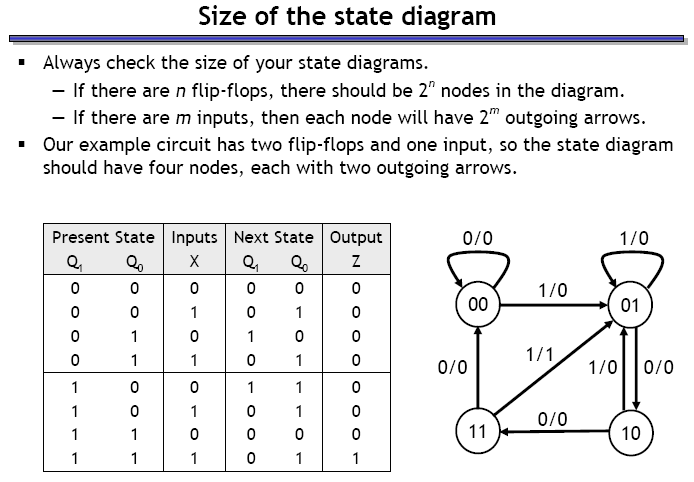 Size of the state diagram
▪ Always check the size of your state diagrams.
— If there are n flip-flops, there should be 2ⁿ nodes in the diagram.
— If there are m inputs, then each node will have 2ᵐ outgoing arrows.
▪ Our example circuit has two flip-flops and one input, so the state diagram
should have four nodes, each with two outgoing arrows.
Present State Inputs Next State Output
Q₁ Q₀ X Q₁ Q₀ Z
0 0 0 0 0 0
0 0 1 0 1 0
0 1 0 1 0 0
0 1 1 0 1 0
1 0 0 1 1 0
1 0 1 0 1 0
1 1 0 0 0 0
1 1 1 0 1 1
0/0 1/0
00 1/0 01
0/0 1/1 1/0 0/0
11 0/0 10